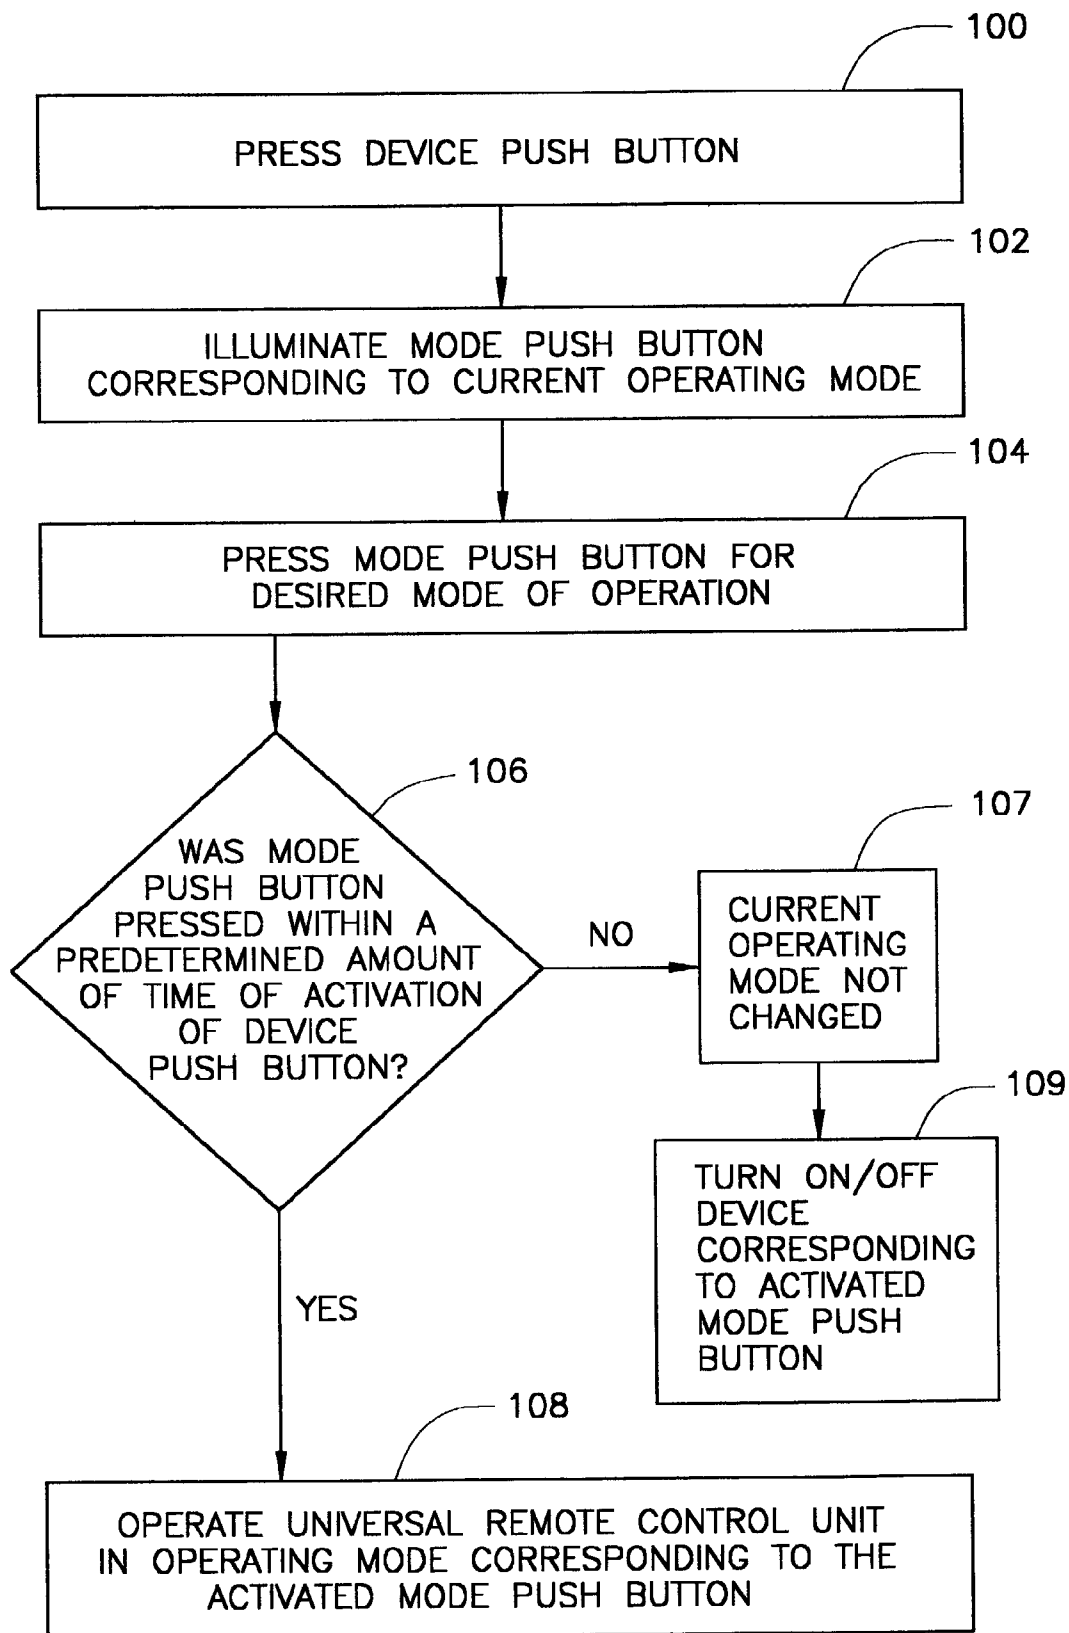 100
PRESS DEVICE PUSH BUTTON
102
ILLUMINATE MODE PUSH BUTTON
CORRESPONDING TO CURRENT OPERATING MODE
104
PRESS MODE PUSH BUTTON FOR
DESIRED MODE OF OPERATION
106
WAS MODE
PUSH BUTTON
PRESSED WITHIN A
PREDETERMINED AMOUNT
OF TIME OF ACTIVATION
OF DEVICE
PUSH BUTTON?
NO
107
CURRENT
OPERATING
MODE NOT
CHANGED
109
TURN ON/OFF
DEVICE
CORRESPONDING
TO ACTIVATED
MODE PUSH
BUTTON
YES
108
OPERATE UNIVERSAL REMOTE CONTROL UNIT
IN OPERATING MODE CORRESPONDING TO THE
ACTIVATED MODE PUSH BUTTON